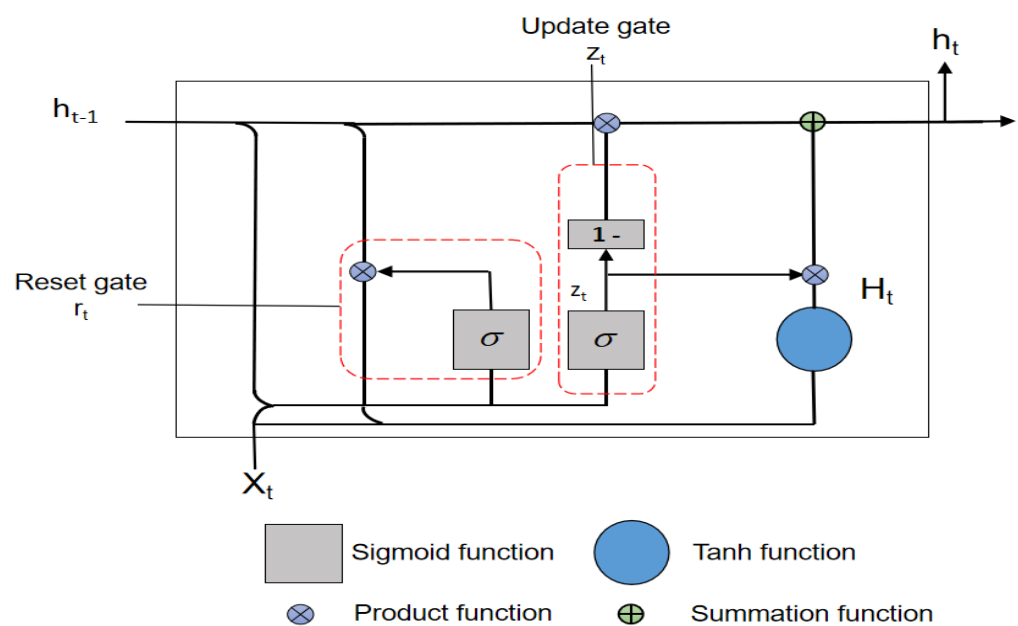 Update gate
zₜ
hₜ
hₜ₋₁
1 -
Reset gate
rₜ
zₜ
Hₜ
σ
σ
Xₜ
Sigmoid function
Tanh function
Product function
Summation function